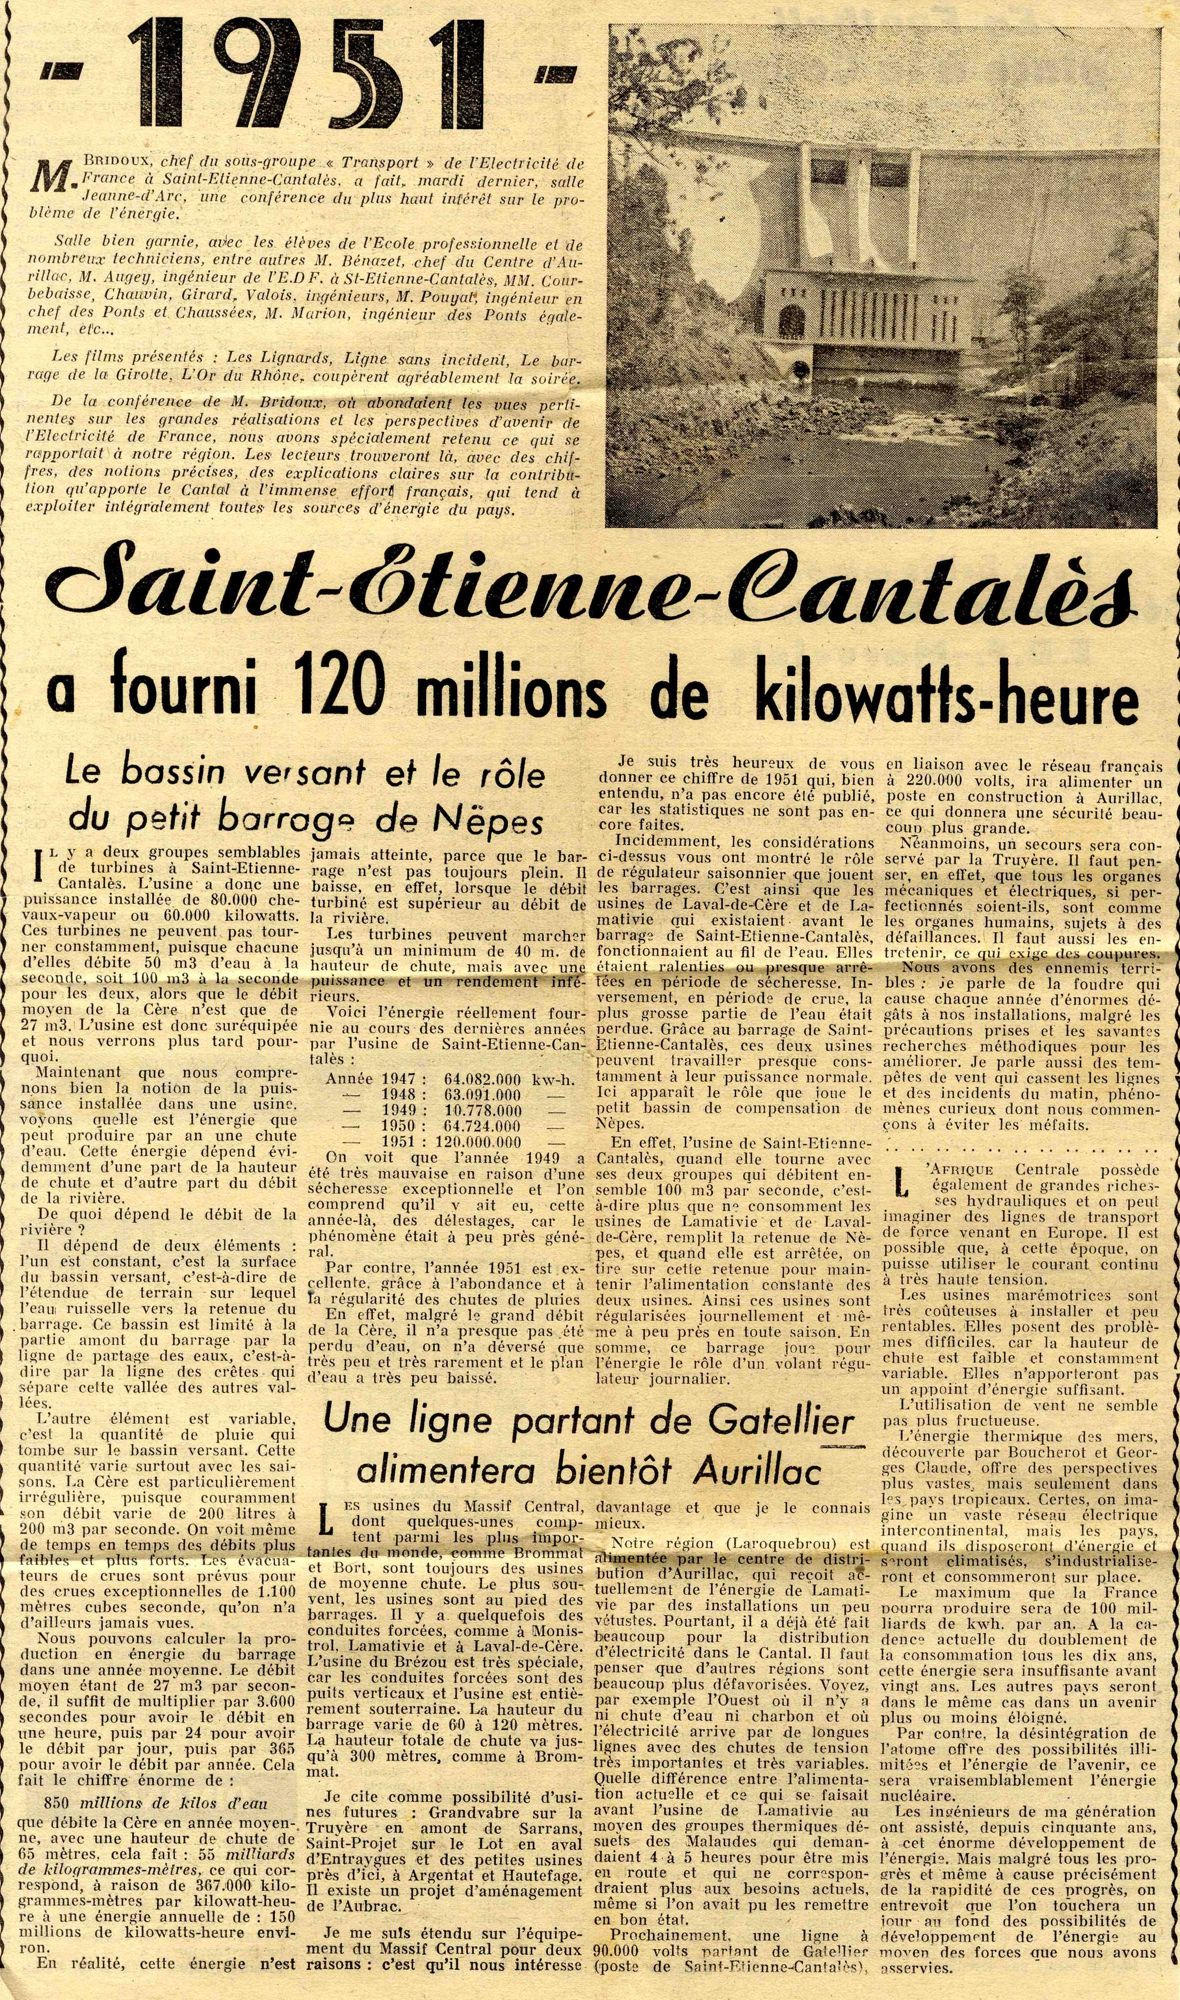 - 1951 -
M. BRIDOUX, chef du sous-groupe « Transport » de l'Electricité de
France à Saint-Etienne-Cantalès, a fait, mardi dernier, salle
Jeanne-d'Arc, une conférence du plus haut intérêt sur le pro-
blème de l'énergie.
Salle bien garnie, avec les élèves de l'Ecole professionnelle et de
nombreux techniciens, entre autres M. Bénazet, chef du Centre d'Au-
rillac, M. Augey, ingénieur de l'E.D.F. à St-Etienne-Cantalès, MM. Cour-
bebaisse, Chauvin, Girard, Valois, ingénieurs, M. Pouyat, ingénieur en
chef des Ponts et Chaussées, M. Marion, ingénieur des Ponts égale-
ment, etc...
Les films présentés : Les Lignards, Ligne sans incident, Le bar-
rage de la Girotte, L'Or du Rhône, coupèrent agréablement la soirée.
De la conférence de M. Bridoux, où abondaient les vues perti-
nentes sur les grandes réalisations et les perspectives d'avenir de
l'Electricité de France, nous avons spécialement retenu ce qui se
rapportait à notre région. Les lecteurs trouveront là, avec des chif-
fres, des notions précises, des explications claires sur la contribu-
tion qu'apporte le Cantal à l'immense effort français, qui tend à
exploiter intégralement toutes les sources d'énergie du pays.
Saint-Etienne-Cantalès
a fourni 120 millions de kilowatts-heure
Le bassin versant et le rôle
du petit barrage de Nëpes
IL y a deux groupes semblables
de turbines à Saint-Etienne-
Cantalès. L'usine a donc une
puissance installée de 80.000 che-
vaux-vapeur ou 60.000 kilowatts.
Ces turbines ne peuvent pas tour-
ner constamment, puisque chacune
d'elles débite 50 m3 d'eau à la
seconde, soit 100 m3 à la seconde
pour les deux, alors que le débit
moyen de la Cère n'est que de
27 m3. L'usine est donc suréquipée
et nous verrons plus tard pour-
quoi.
Maintenant que nous compre-
nons bien la notion de la puis-
sance installée dans une usine,
voyons quelle est l'énergie que
peut produire par an une chute
d'eau. Cette énergie dépend évi-
demment d'une part de la hauteur
de chute et d'autre part du débit
de la rivière.
De quoi dépend le débit de la
rivière ?
Il dépend de deux éléments :
l'un est constant, c'est la surface
du bassin versant, c'est-à-dire de
l'étendue de terrain sur lequel
l'eau ruisselle vers la retenue du
barrage. Ce bassin est limité à la
partie amont du barrage par la
ligne de partage des eaux, c'est-à-
dire par la ligne des crêtes qui
sépare cette vallée des autres val-
lées.
L'autre élément est variable,
c'est la quantité de pluie qui
tombe sur le bassin versant. Cette
quantité varie surtout avec les sai-
sons. La Cère est particulièrement
irrégulière, puisque couramment
son débit varie de 200 litres à
200 m3 par seconde. On voit même
de temps en temps des débits plus
faibles et plus forts. Les évacua-
teurs de crues sont prévus pour
des crues exceptionnelles de 1.100
mètres cubes seconde, qu'on n'a
d'ailleurs jamais vues.
Nous pouvons calculer la pro-
duction en énergie du barrage
dans une année moyenne. Le débit
moyen étant de 27 m3 par secon-
de, il suffit de multiplier par 3.600
secondes pour avoir le débit en
une heure, puis par 24 pour avoir
le débit par jour, puis par 365
pour avoir le débit par année. Cela
fait le chiffre énorme de :
850 millions de kilos d'eau
que débite la Cère en année moyen-
ne, avec une hauteur de chute de
65 mètres, cela fait : 55 milliards
de kilogrammes-mètres, ce qui cor-
respond, à raison de 367.000 kilo-
grammes-mètres par kilowatt-heu-
re à une énergie annuelle de : 150
millions de kilowatts-heure envi-
ron.
En réalité, cette énergie n'est
jamais atteinte, parce que le bar-
rage n'est pas toujours plein. Il
baisse, en effet, lorsque le débit
turbiné est supérieur au débit de
la rivière.
Les turbines peuvent marcher
jusqu'à un minimum de 40 m. de
hauteur de chute, mais avec une
puissance et un rendement infé-
rieurs.
Voici l'énergie réellement four-
nie au cours des dernières années
par l'usine de Saint-Etienne-Can-
talès :
Année 1947 : 64.082.000 kw-h.
— 1948 : 63.091.000 —
— 1949 : 10.778.000 —
— 1950 : 64.724.000 —
— 1951 : 120.000.000 —
On voit que l'année 1949 a
été très mauvaise en raison d'une
sécheresse exceptionnelle et l'on
comprend qu'il y ait eu, cette
année-là, des délestages, car le
phénomène était à peu près géné-
ral.
Par contre, l'année 1951 est ex-
cellente, grâce à l'abondance et à
la régularité des chutes de pluies
En effet, malgré le grand débit
de la Cère, il n'a presque pas été
perdu d'eau, on n'a déversé que
très peu et très rarement et le plan
d'eau a très peu baissé.
Je suis très heureux de vous
donner ce chiffre de 1951 qui, bien
entendu, n'a pas encore été publié,
car les statistiques ne sont pas en-
core faites.
Incidemment, les considérations
ci-dessus vous ont montré le rôle
de régulateur saisonnier que jouent
les barrages. C'est ainsi que les
usines de Laval-de-Cère et de La-
mativie qui existaient avant le
barrage de Saint-Etienne-Cantalès,
fonctionnaient au fil de l'eau. Elles
étaient ralenties ou presque arrê-
tées en période de sécheresse. In-
versement, en période de crue, la
plus grosse partie de l'eau était
perdue. Grâce au barrage de Saint-
Etienne-Cantalès, ces deux usines
peuvent travailler presque cons-
tamment à leur puissance normale.
Ici apparaît le rôle que joue le
petit bassin de compensation de
Nèpes.
En effet, l'usine de Saint-Etienne-
Cantalès, quand elle tourne avec
ses deux groupes qui débitent en-
semble 100 m3 par seconde, c'est-
à-dire plus que ne consomment les
usines de Lamativie et de Laval-
de-Cère, remplit la retenue de Nè-
pes, et quand elle est arrêtée, on
tire sur cette retenue pour main-
tenir l'alimentation constante des
deux usines. Ainsi ces usines sont
régularisées journellement et mê-
me à peu près en toute saison. En
somme, ce barrage joue pour
l'énergie le rôle d'un volant régu-
lateur journalier.
Une ligne partant de Gatellier
alimentera bientôt Aurillac
LES usines du Massif Central,
dont quelques-unes comp-
tent parmi les plus impor-
tantes du monde, comme Brommat
et Bort, sont toujours des usines
de moyenne chute. Le plus sou-
vent, les usines sont au pied des
barrages. Il y a quelquefois des
conduites forcées, comme à Monis-
trol, Lamativie et à Laval-de-Cère.
L'usine du Brézou est très spéciale,
car les conduites forcées sont des
puits verticaux et l'usine est entiè-
rement souterraine. La hauteur du
barrage varie de 60 à 120 mètres.
La hauteur totale de chute va jus-
qu'à 300 mètres, comme à Brom-
mat.
Je cite comme possibilité d'usi-
nes futures : Grandvabre sur la
Truyère en amont de Sarrans,
Saint-Projet sur le Lot en aval
d'Entraygues et des petites usines
près d'ici, à Argentat et Hautefage.
Il existe un projet d'aménagement
de l'Aubrac.
Je me suis étendu sur l'équipe-
ment du Massif Central pour deux
raisons : c'est qu'il nous intéresse
davantage et que je le connais
mieux.
Notre région (Laroquebrou) est
alimentée par le centre de distri-
bution d'Aurillac, qui reçoit ac-
tuellement de l'énergie de Lamati-
vie par des installations un peu
vétustes. Pourtant, il a déjà été fait
beaucoup pour la distribution
d'électricité dans le Cantal. Il faut
penser que d'autres régions sont
beaucoup plus défavorisées. Voyez,
par exemple l'Ouest où il n'y a
ni chute d'eau ni charbon et où
l'électricité arrive par de longues
lignes avec des chutes de tension
très importantes et très variables.
Quelle différence entre l'alimenta-
tion actuelle et ce qui se faisait
avant l'usine de Lamativie au
moyen des groupes thermiques dé-
suets des Malaudes qui deman-
daient 4 à 5 heures pour être mis
en route et qui ne correspon-
draient plus aux besoins actuels,
même si l'on avait pu les remettre
en bon état.
Prochainement, une ligne à
90.000 volts partant de Gatellier
(poste de Saint-Etienne-Cantalès),
en liaison avec le réseau français
à 220.000 volts, ira alimenter un
poste en construction à Aurillac,
ce qui donnera une sécurité beau-
coup plus grande.
Néanmoins, un secours sera con-
servé par la Truyère. Il faut pen-
ser, en effet, que tous les organes
mécaniques et électriques, si per-
fectionnés soient-ils, sont comme
les organes humains, sujets à des
défaillances. Il faut aussi les en-
tretenir, ce qui exige des coupures.
Nous avons des ennemis terri-
bles : je parle de la foudre qui
cause chaque année d'énormes dé-
gâts à nos installations, malgré les
précautions prises et les savantes
recherches méthodiques pour les
améliorer. Je parle aussi des tem-
pêtes de vent qui cassent les lignes
et des incidents du matin, phéno-
mènes curieux dont nous commen-
çons à éviter les méfaits.
. . . . . . . . . . . . . . . . . . . .
L'AFRIQUE Centrale possède
également de grandes riches-
ses hydrauliques et on peut
imaginer des lignes de transport
de force venant en Europe. Il est
possible que, à cette époque, on
puisse utiliser le courant continu
à très haute tension.
Les usines marémotrices sont
très coûteuses à installer et peu
rentables. Elles posent des problè-
mes difficiles, car la hauteur de
chute est faible et constamment
variable. Elles n'apporteront pas
un appoint d'énergie suffisant.
L'utilisation de vent ne semble
pas plus fructueuse.
L'énergie thermique des mers,
découverte par Boucherot et Geor-
ges Claude, offre des perspectives
plus vastes, mais seulement dans
les pays tropicaux. Certes, on ima-
gine un vaste réseau électrique
intercontinental, mais les pays,
quand ils disposeront d'énergie et
seront climatisés, s'industrialise-
ront et consommeront sur place.
Le maximum que la France
pourra produire sera de 100 mil-
liards de kwh. par an. A la ca-
dence actuelle du doublement de
la consommation tous les dix ans,
cette énergie sera insuffisante avant
vingt ans. Les autres pays seront
dans le même cas dans un avenir
plus ou moins éloigné.
Par contre, la désintégration de
l'atome offre des possibilités illi-
mitées et l'énergie de l'avenir, ce
sera vraisemblablement l'énergie
nucléaire.
Les ingénieurs de ma génération
ont assisté, depuis cinquante ans,
à cet énorme développement de
l'énergie. Mais malgré tous les pro-
grès et même à cause précisément
de la rapidité de ces progrès, on
entrevoit que l'on touchera un
jour au fond des possibilités de
développement de l'énergie au
moyen des forces que nous avons
asservies.